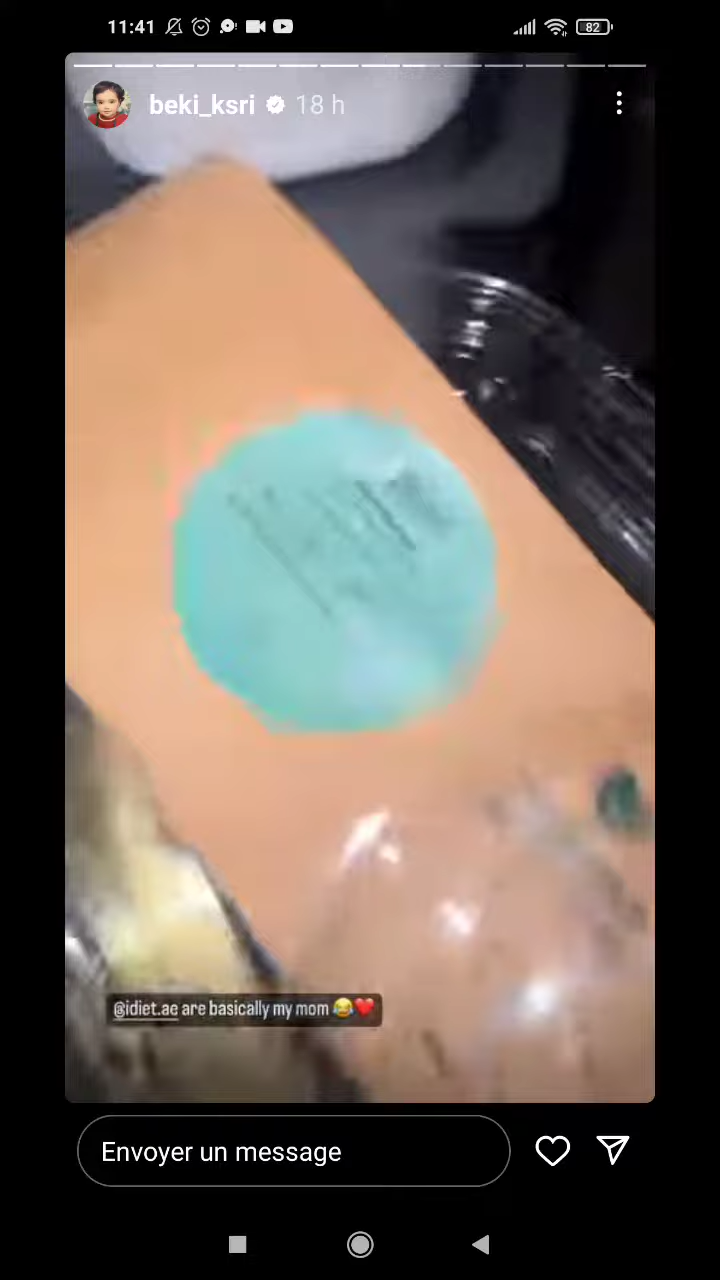 11:41
82
beki_ksri 18 h
@idiet.ae are basically my mom 😂❤️
Envoyer un message